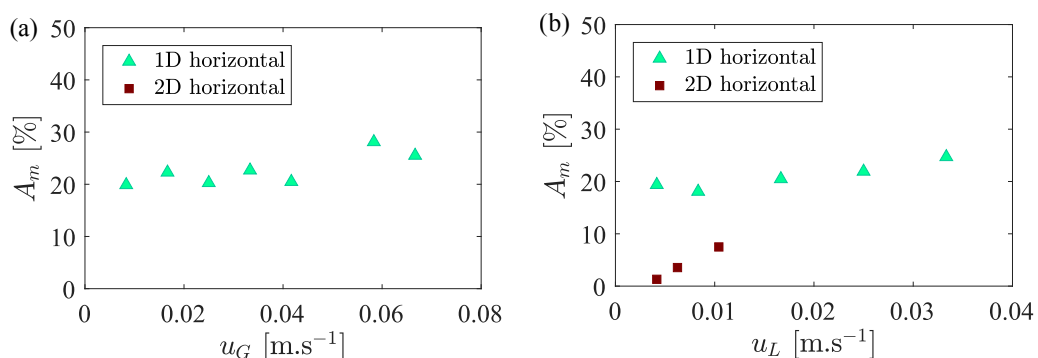 (a)
50
40
30
20
10
0
A_m [%]
1D horizontal
2D horizontal
0 0.02 0.04 0.06 0.08
u_G [m.s⁻¹]
(b)
50
40
30
20
10
0
A_m [%]
1D horizontal
2D horizontal
0 0.01 0.02 0.03 0.04
u_L [m.s⁻¹]